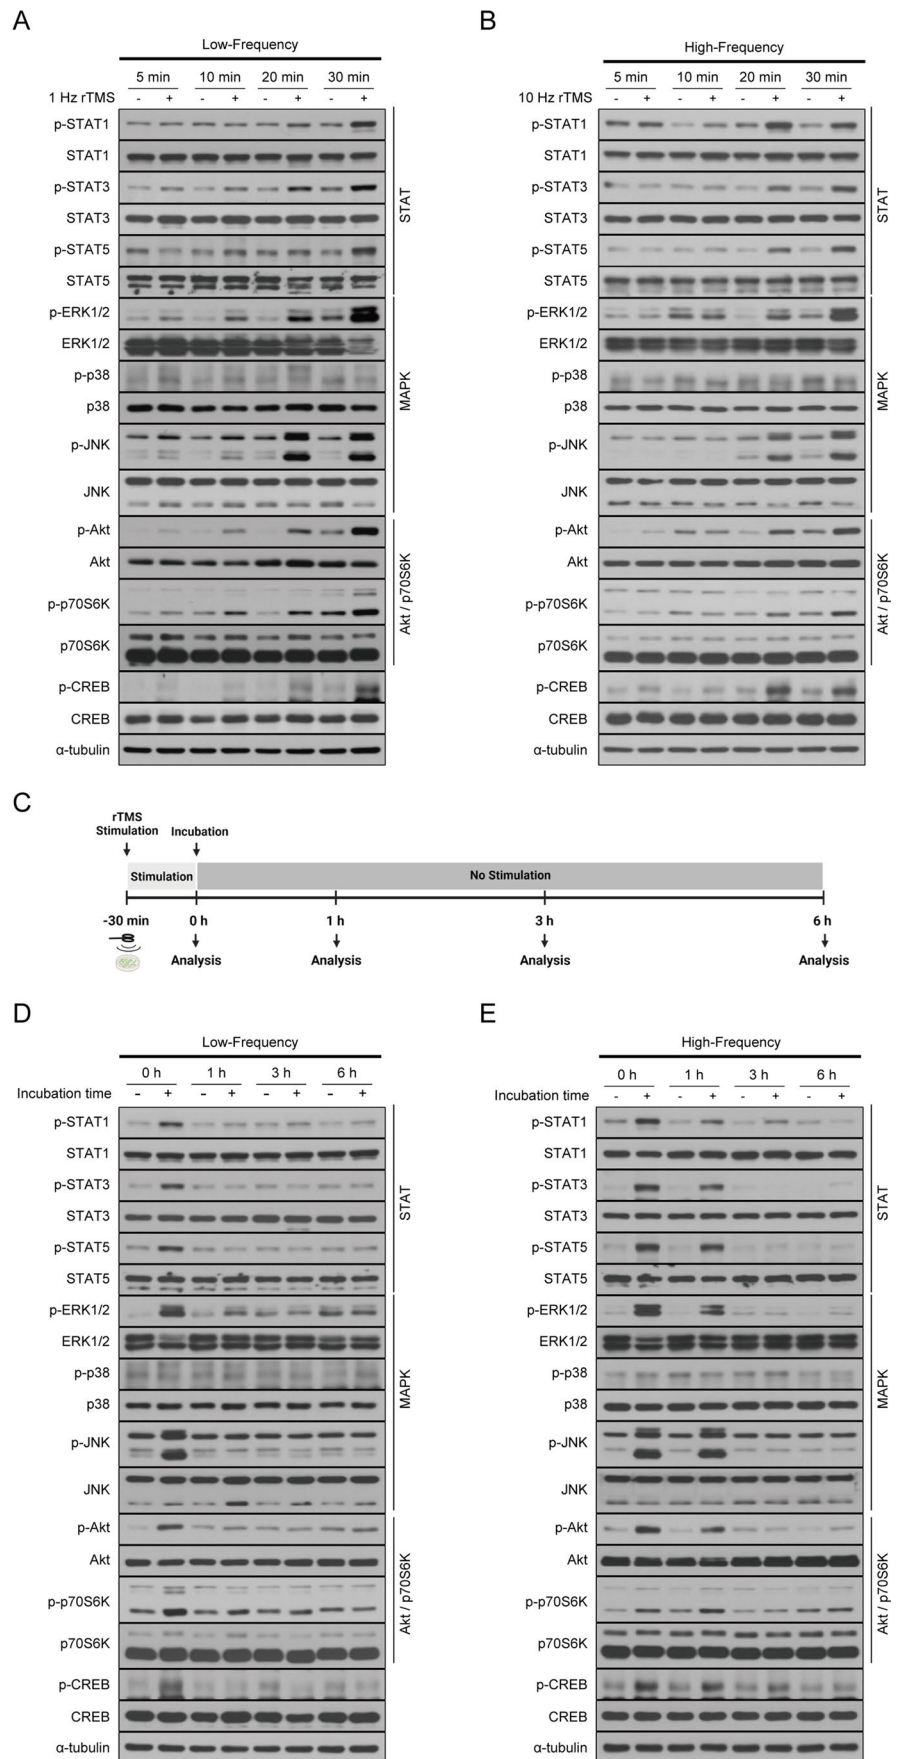 A
Low-Frequency
5 min 10 min 20 min 30 min
1 Hz rTMS - + - + - + - +
p-STAT1
STAT1
p-STAT3
STAT3
p-STAT5
STAT5
p-ERK1/2
ERK1/2
p-p38
p38
p-JNK
JNK
p-Akt
Akt
p-p70S6K
p70S6K
p-CREB
CREB
α-tubulin
STAT
MAPK
Akt / p70S6K
B
High-Frequency
5 min 10 min 20 min 30 min
10 Hz rTMS - + - + - + - +
p-STAT1
STAT1
p-STAT3
STAT3
p-STAT5
STAT5
p-ERK1/2
ERK1/2
p-p38
p38
p-JNK
JNK
p-Akt
Akt
p-p70S6K
p70S6K
p-CREB
CREB
α-tubulin
STAT
MAPK
Akt / p70S6K
C
rTMS
Stimulation Incubation
Stimulation No Stimulation
-30 min 0 h 1 h 3 h 6 h
Analysis Analysis Analysis Analysis
D
Low-Frequency
0 h 1 h 3 h 6 h
Incubation time - + - + - + - +
p-STAT1
STAT1
p-STAT3
STAT3
p-STAT5
STAT5
p-ERK1/2
ERK1/2
p-p38
p38
p-JNK
JNK
p-Akt
Akt
p-p70S6K
p70S6K
p-CREB
CREB
α-tubulin
STAT
MAPK
Akt / p70S6K
E
High-Frequency
0 h 1 h 3 h 6 h
Incubation time - + - + - + - +
p-STAT1
STAT1
p-STAT3
STAT3
p-STAT5
STAT5
p-ERK1/2
ERK1/2
p-p38
p38
p-JNK
JNK
p-Akt
Akt
p-p70S6K
p70S6K
p-CREB
CREB
α-tubulin
STAT
MAPK
Akt / p70S6K